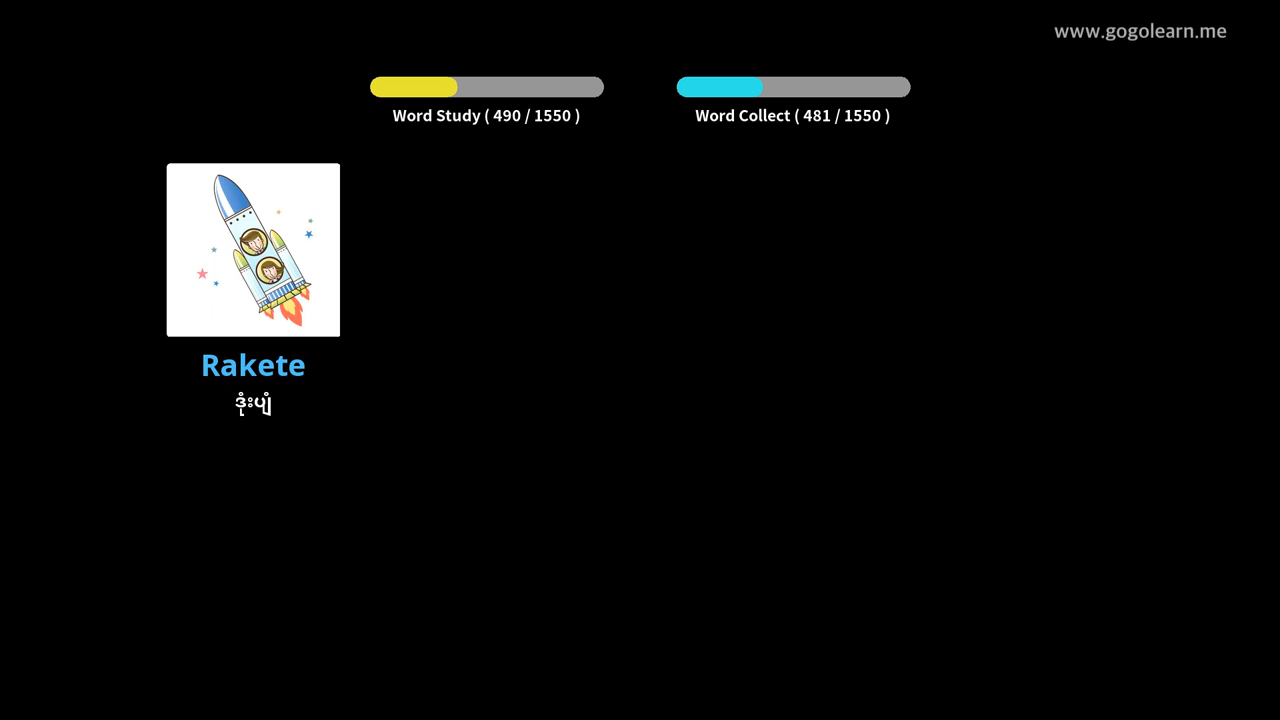 www.gogolearn.me
Word Study ( 490 / 1550 )
Word Collect ( 481 / 1550 )
Rakete
ဒုံးပျံ